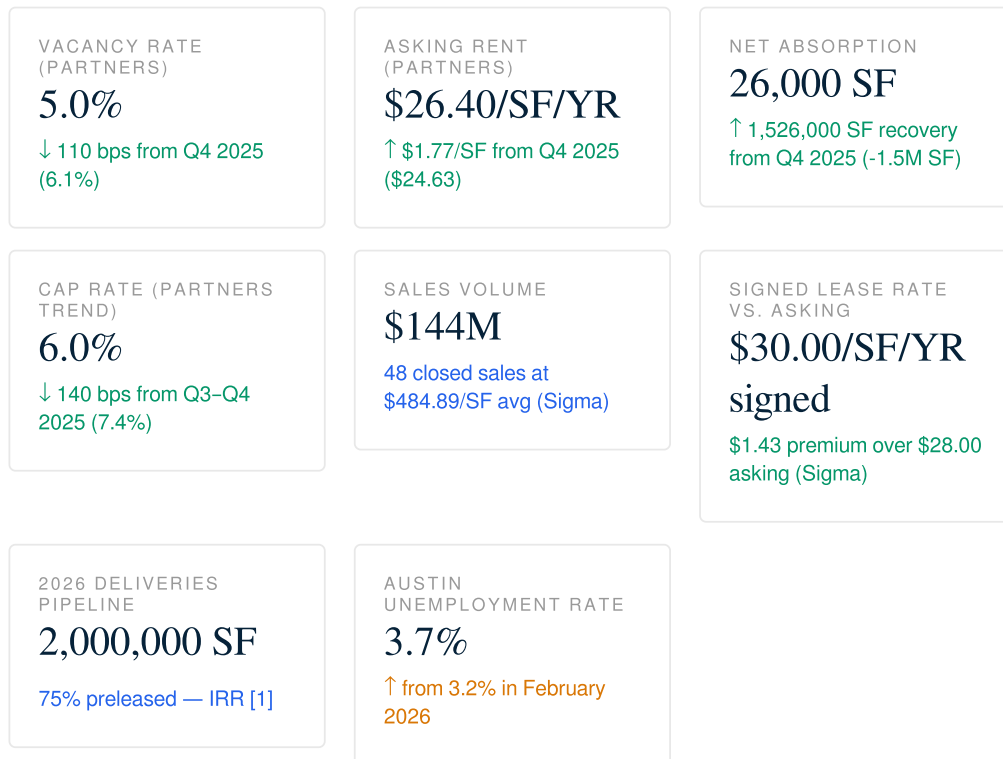 VACANCY RATE
(PARTNERS)
5.0%
↓ 110 bps from Q4 2025
(6.1%)
ASKING RENT
(PARTNERS)
$26.40/SF/YR
↑ $1.77/SF from Q4 2025
($24.63)
NET ABSORPTION
26,000 SF
↑ 1,526,000 SF recovery
from Q4 2025 (-1.5M SF)
CAP RATE (PARTNERS
TREND)
6.0%
↓ 140 bps from Q3–Q4
2025 (7.4%)
SALES VOLUME
$144M
48 closed sales at
$484.89/SF avg (Sigma)
SIGNED LEASE RATE
VS. ASKING
$30.00/SF/YR
signed
$1.43 premium over $28.00
asking (Sigma)
2026 DELIVERIES
PIPELINE
2,000,000 SF
75% preleased — IRR [1]
AUSTIN
UNEMPLOYMENT RATE
3.7%
↑ from 3.2% in February
2026